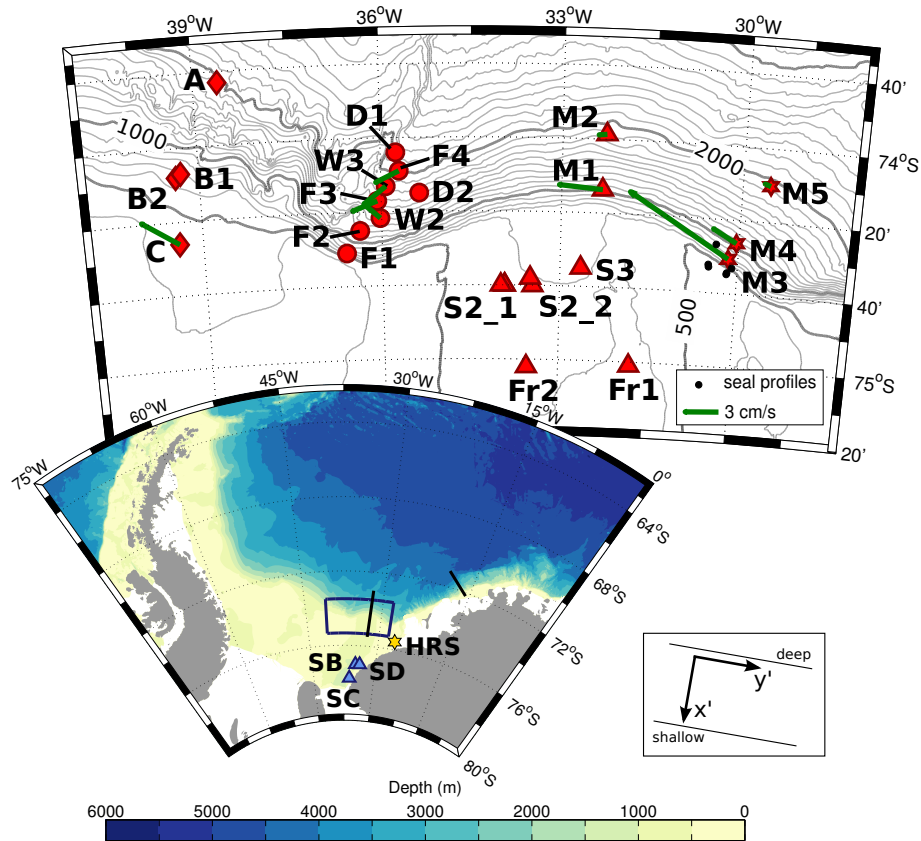 39°W
36°W
33°W
30°W
40'
74°S
20'
40'
75°S
20'
A
1000
D1
W3
F4
F3
D2
W2
F2
F1
B1
B2
C
M2
2000
M1
M5
M4
M3
S3
S2_1
S2_2
500
Fr2
Fr1
seal profiles
3 cm/s
75°W
60°W
45°W
30°W
15°W
0°
64°S
68°S
72°S
76°S
80°S
HRS
SB
SD
SC
deep
y'
x'
shallow
Depth (m)
6000
5000
4000
3000
2000
1000
0